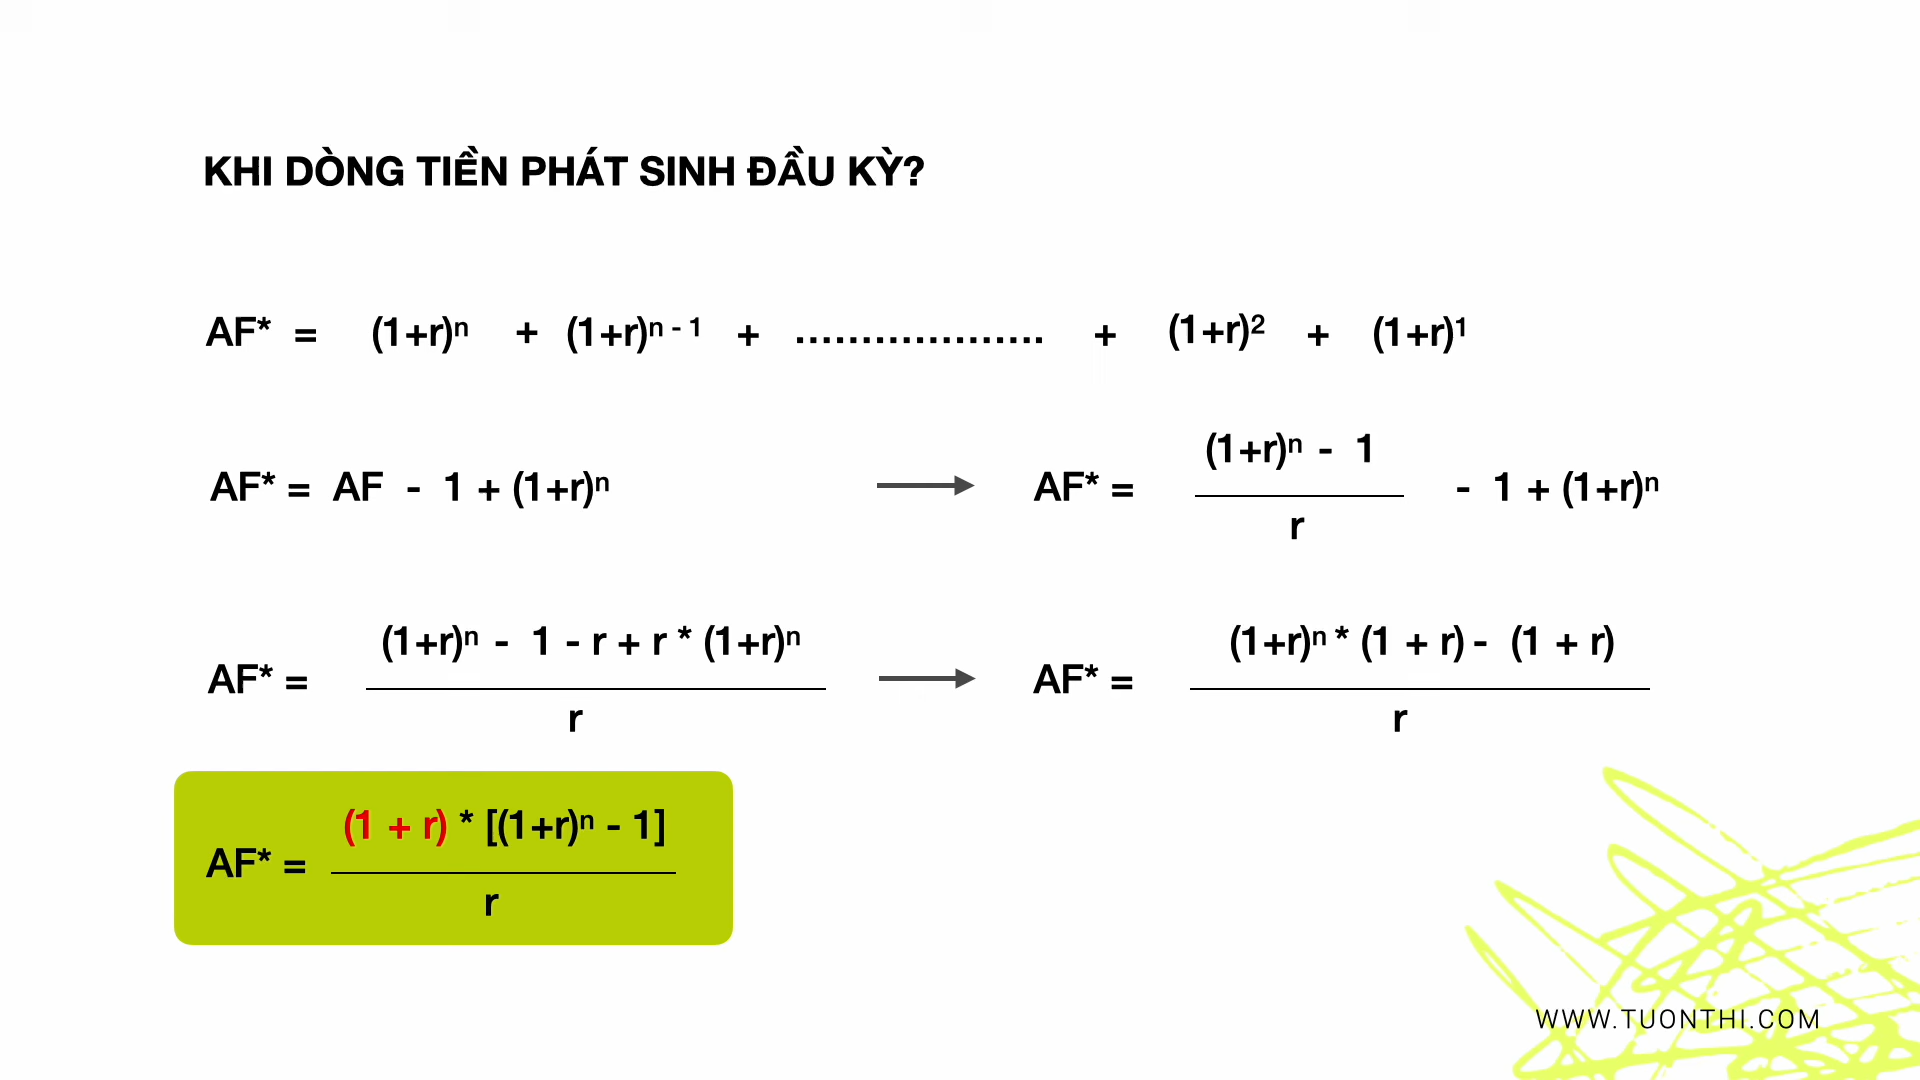 KHI DÒNG TIỀN PHÁT SINH ĐẦU KỲ?
AF* = (1+r)ⁿ + (1+r)ⁿ ⁻ ¹ + ................... + (1+r)² + (1+r)¹
AF* = AF - 1 + (1+r)ⁿ
AF* = (1+r)ⁿ - 1 / r - 1 + (1+r)ⁿ
AF* = (1+r)ⁿ - 1 - r + r * (1+r)ⁿ / r
AF* = (1+r)ⁿ * (1 + r) - (1 + r) / r
AF* = (1 + r) * [(1+r)ⁿ - 1] / r
WWW.TUONTHI.COM